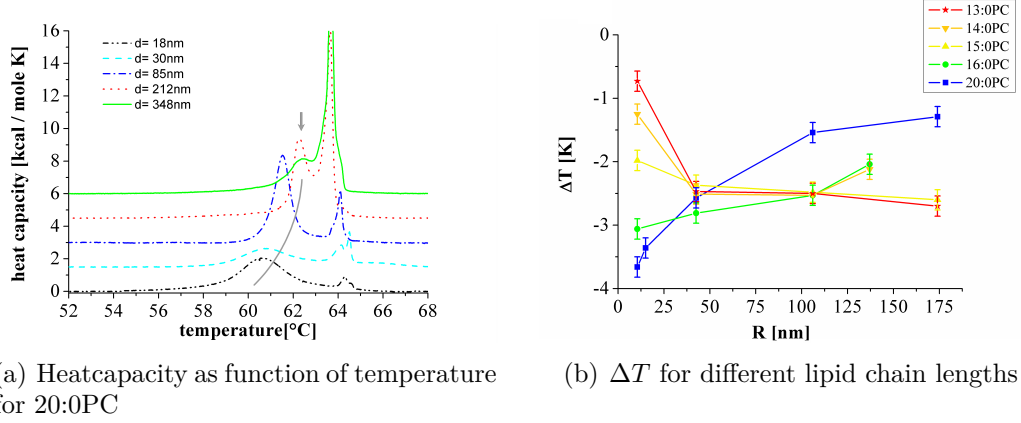 16
14
12
10
8
6
4
2
0
heat capacity [kcal / mole K]
d= 18nm
d= 30nm
d= 85nm
d= 212nm
d= 348nm
52 54 56 58 60 62 64 66 68
temperature[°C]
13:0PC
14:0PC
15:0PC
16:0PC
20:0PC
0
-1
-2
-3
-4
ΔT [K]
0 25 50 75 100 125 150 175
R [nm]
a) Heatcapacity as function of temperature
for 20:0PC
(b) ΔT for different lipid chain lengths